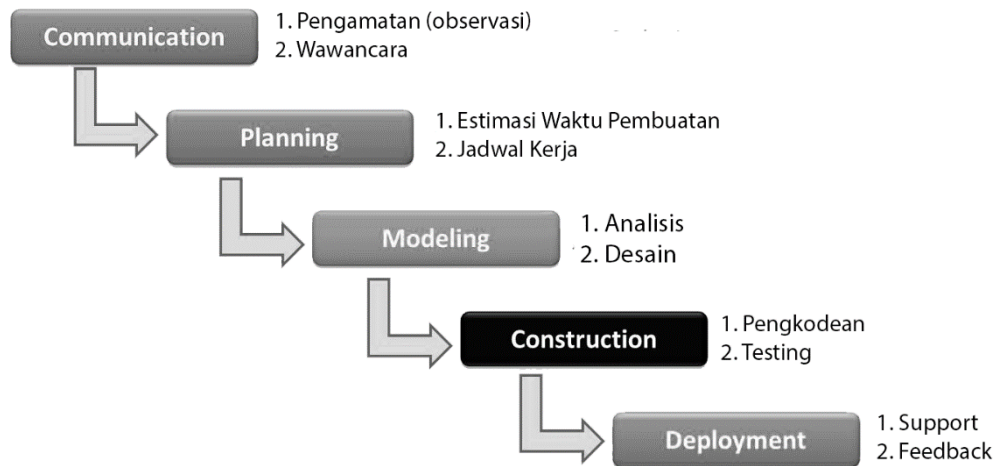 Communication
1. Pengamatan (observasi)
2. Wawancara
Planning
1. Estimasi Waktu Pembuatan
2. Jadwal Kerja
Modeling
1. Analisis
2. Desain
Construction
1. Pengkodean
2. Testing
Deployment
1. Support
2. Feedback